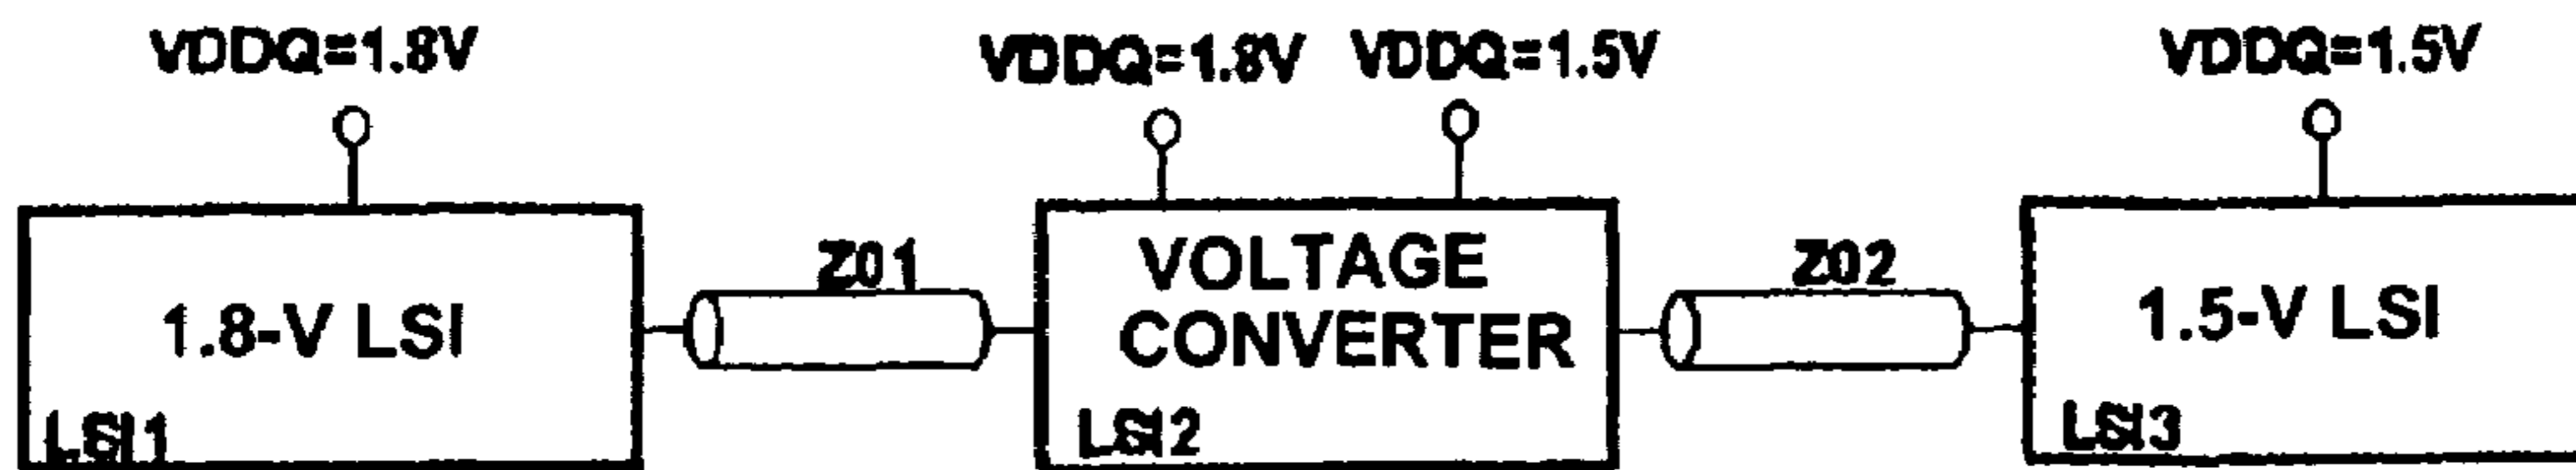 VDDQ=1.8V
VDDQ=1.8V VDDQ=1.5V
VDDQ=1.5V
1.8-V LSI
LSI1
Z01
VOLTAGE
CONVERTER
LSI2
Z02
1.5-V LSI
LSI3